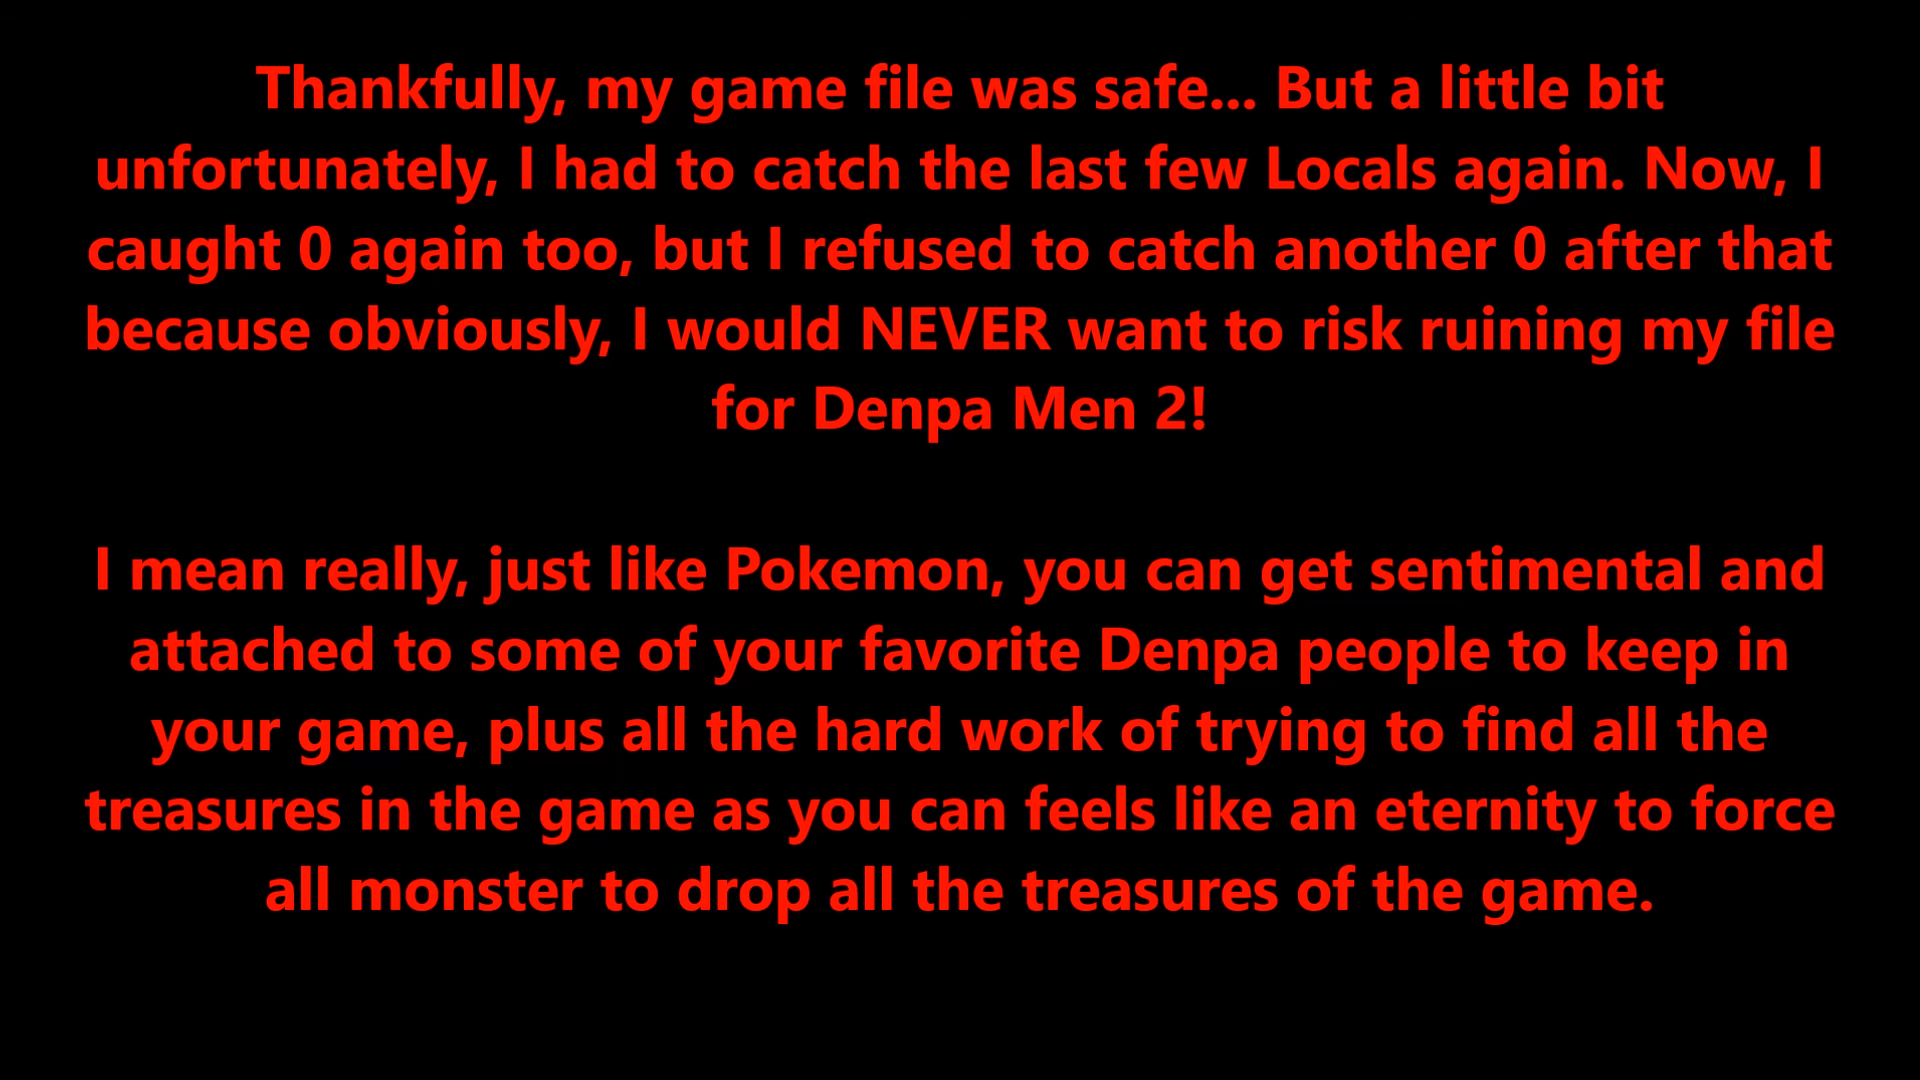 Thankfully, my game file was safe... But a little bit
unfortunately, I had to catch the last few Locals again. Now, I
caught 0 again too, but I refused to catch another 0 after that
because obviously, I would NEVER want to risk ruining my file
for Denpa Men 2!
I mean really, just like Pokemon, you can get sentimental and
attached to some of your favorite Denpa people to keep in
your game, plus all the hard work of trying to find all the
treasures in the game as you can feels like an eternity to force
all monster to drop all the treasures of the game.